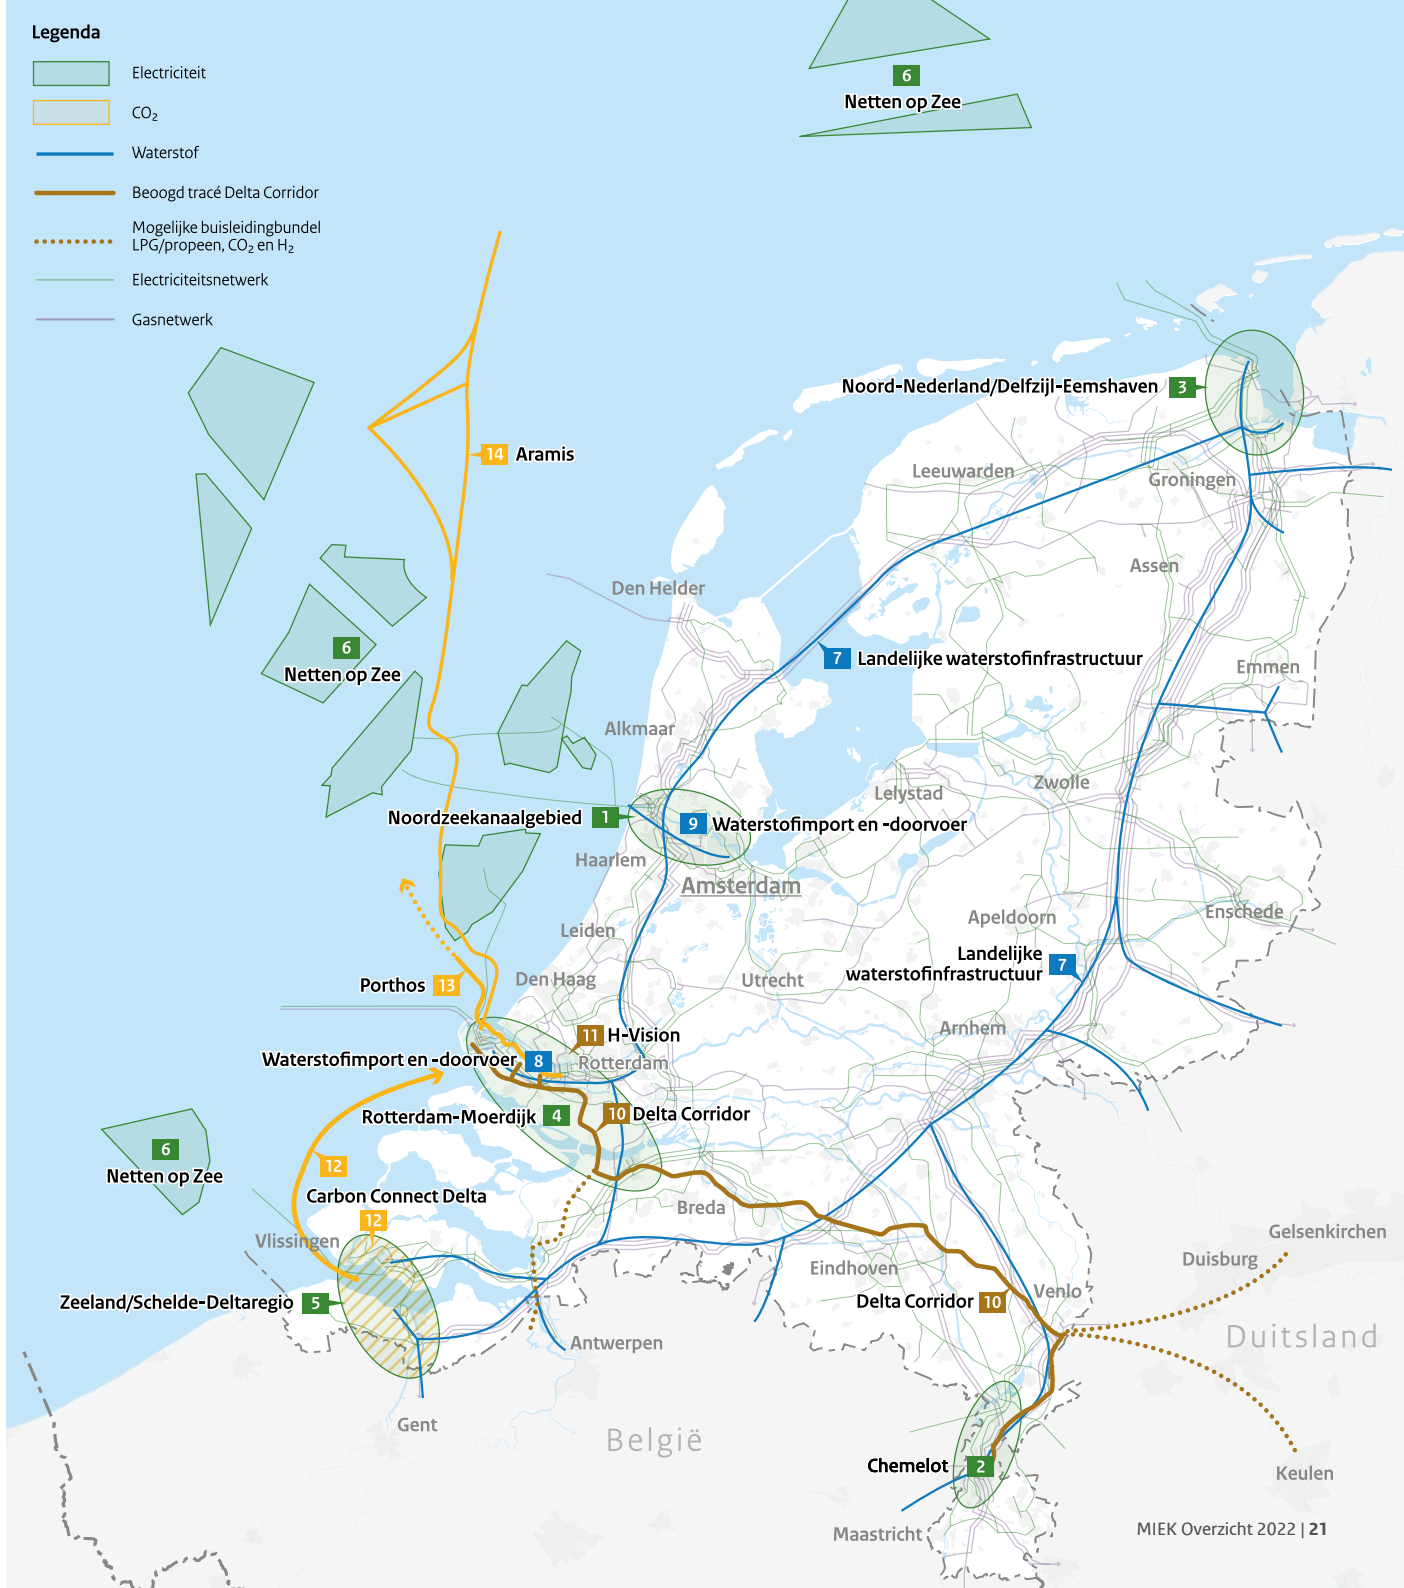 Legenda
Electriciteit
CO₂
Waterstof
Beoogd tracé Delta Corridor
Mogelijke buisleidingbundel
LPG/propeen, CO₂ en H₂
Electriciteitsnetwerk
Gasnetwerk
6
Netten op Zee
Noord-Nederland/Delfzijl-Eemshaven 3
14 Aramis
Leeuwarden
Groningen
Assen
Den Helder
6
Netten op Zee
7 Landelijke waterstofinfrastructuur
Emmen
Alkmaar
Zwolle
Lelystad
Noordzeekanaalgebied 1
9 Waterstofimport en -doorvoer
Haarlem
Amsterdam
Apeldoorn
Enschede
Leiden
Landelijke
waterstofinfrastructuur 7
Porthos 13
Den Haag
Utrecht
Arnhem
11 H-Vision
Waterstofimport en -doorvoer 8
Rotterdam
Rotterdam-Moerdijk 4
10 Delta Corridor
6
Netten op Zee
12
Carbon Connect Delta
12
Breda
Vlissingen
Gelsenkirchen
Duisburg
Eindhoven
Venlo
Zeeland/Schelde-Deltaregio 5
Delta Corridor 10
Antwerpen
Duitsland
Gent
België
Chemelot 2
Keulen
Maastricht
MIEK Overzicht 2022 | 21